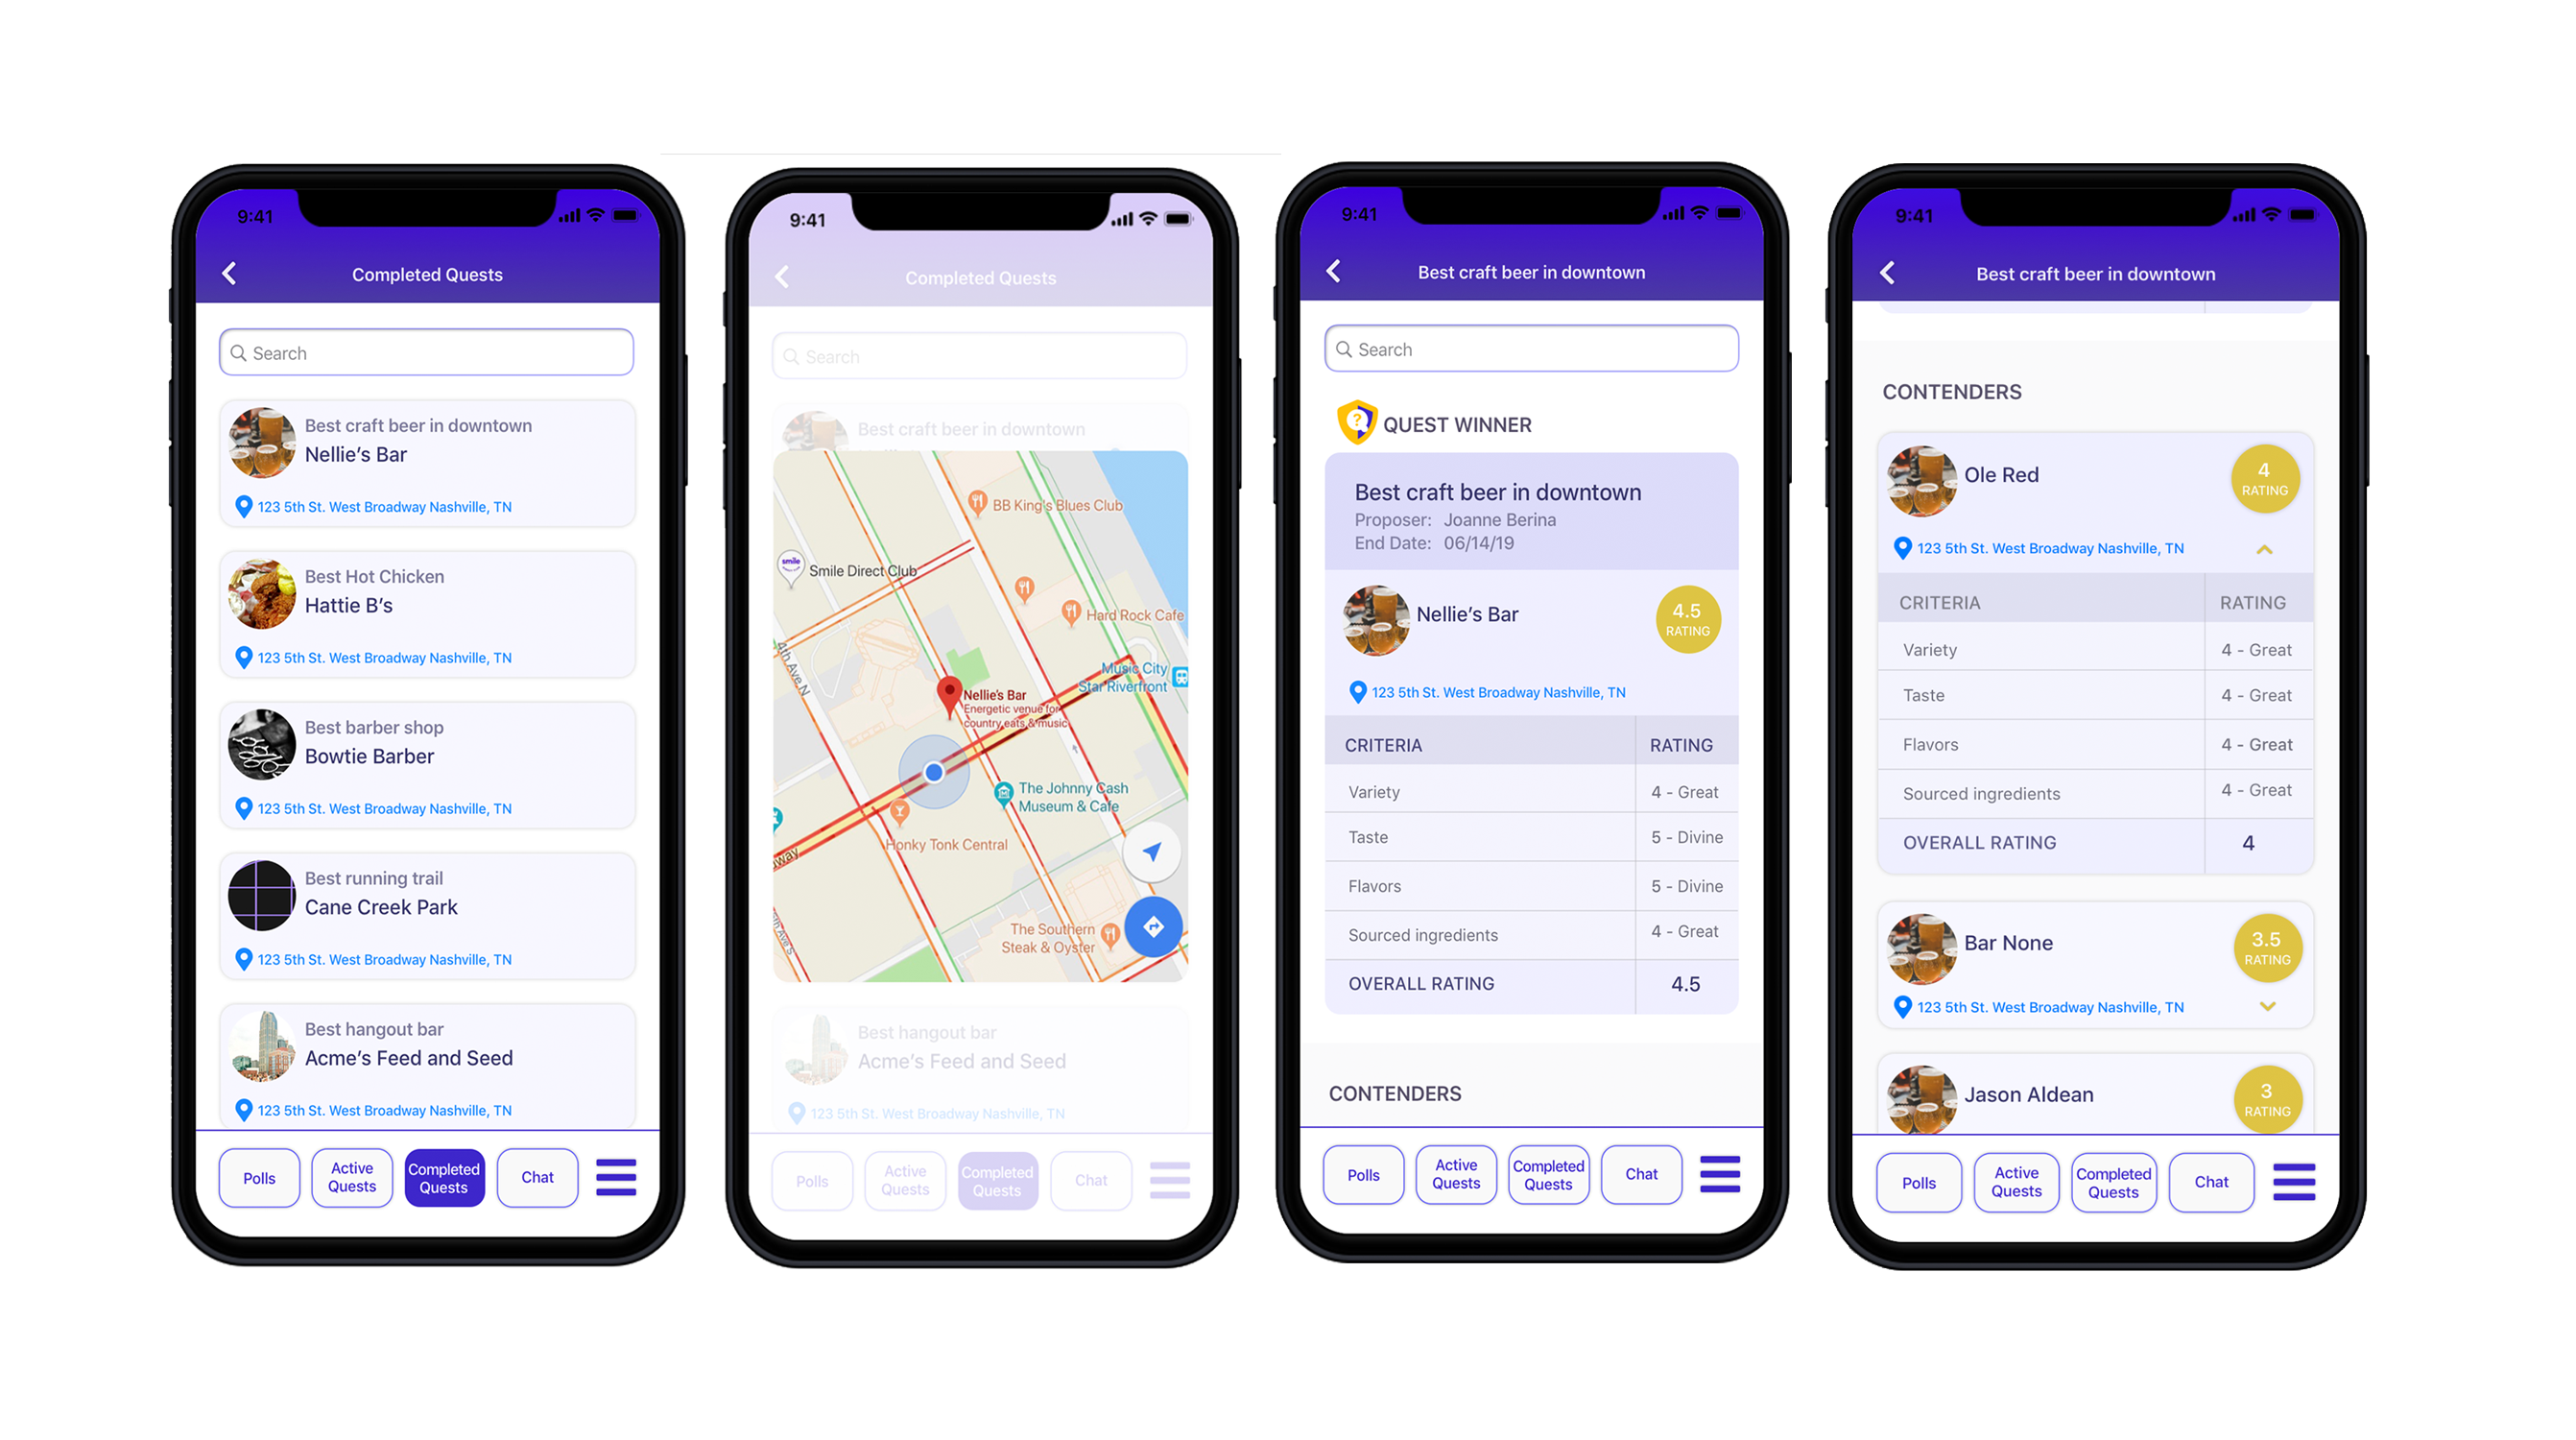 9:41
Completed Quests
Search
Best craft beer in downtown
Nellie's Bar
123 5th St. West Broadway Nashville, TN
Best Hot Chicken
Hattie B's
123 5th St. West Broadway Nashville, TN
Best barber shop
Bowtie Barber
123 5th St. West Broadway Nashville, TN
Best running trail
Cane Creek Park
123 5th St. West Broadway Nashville, TN
Best hangout bar
Acme's Feed and Seed
123 5th St. West Broadway Nashville, TN
Polls
Active
Quests
Completed
Quests
Chat
9:41
Completed Quests
Search
Best craft beer in downtown
BB King's Blues Club
smile
Smile Direct Club
Hard Rock Cafe
4th Ave N
Music City
Star Riverfront
Nellie's Bar
Energetic venue for
country eats & music
The Johnny Cash
Museum & Cafe
Honky Tonk Central
way
The Southern
Steak & Oyster
Best hangout bar
Acme's Feed and Seed
123 5th St. West Broadway Nashville, TN
Polls
Active
Quests
Completed
Quests
Chat
9:41
Best craft beer in downtown
Search
? QUEST WINNER
Best craft beer in downtown
Proposer: Joanne Berina
End Date: 06/14/19
Nellie's Bar
4.5
RATING
123 5th St. West Broadway Nashville, TN
CRITERIA RATING
Variety 4 - Great
Taste 5 - Divine
Flavors 5 - Divine
Sourced ingredients 4 - Great
OVERALL RATING 4.5
CONTENDERS
Polls
Active
Quests
Completed
Quests
Chat
9:41
Best craft beer in downtown
CONTENDERS
Ole Red
4
RATING
123 5th St. West Broadway Nashville, TN
CRITERIA RATING
Variety 4 - Great
Taste 4 - Great
Flavors 4 - Great
Sourced ingredients 4 - Great
OVERALL RATING 4
Bar None
3.5
RATING
123 5th St. West Broadway Nashville, TN
Jason Aldean
3
RATING
Polls
Active
Quests
Completed
Quests
Chat